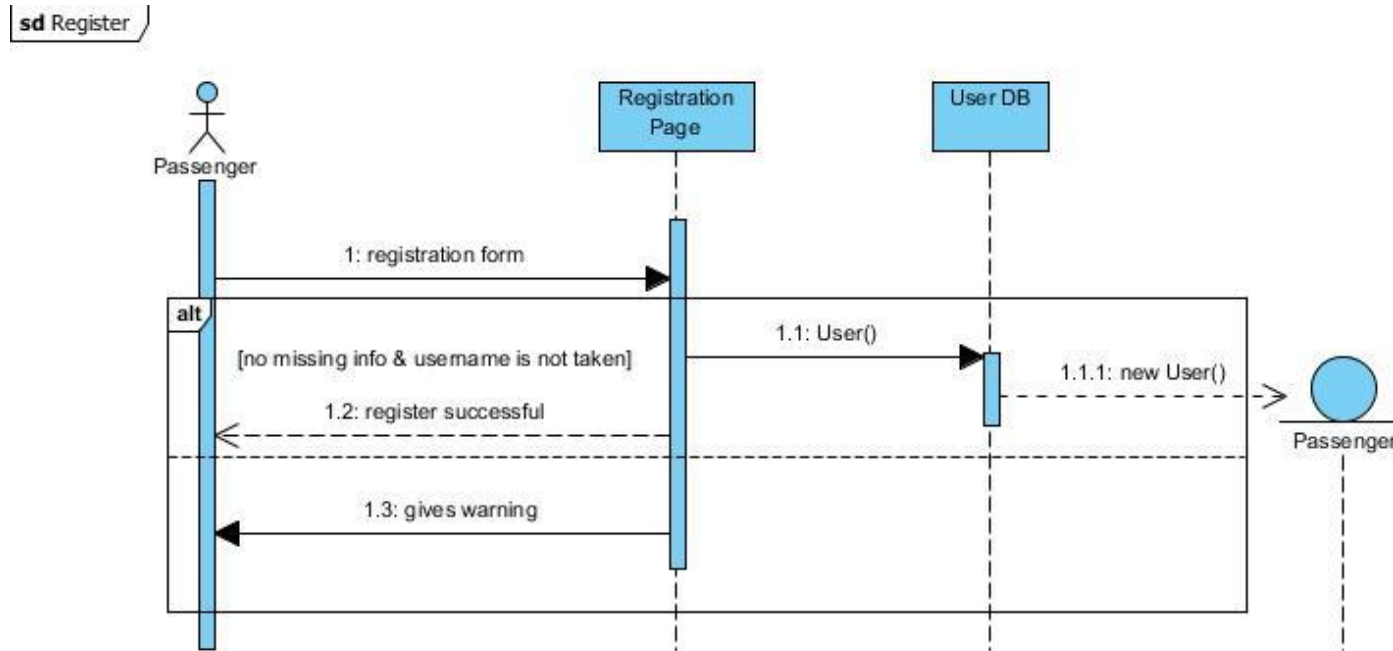 sd Register
Passenger
Registration
Page
User DB
1: registration form
alt
1.1: User()
[no missing info & username is not taken]
1.1.1: new User()
1.2: register successful
Passenger
1.3: gives warning